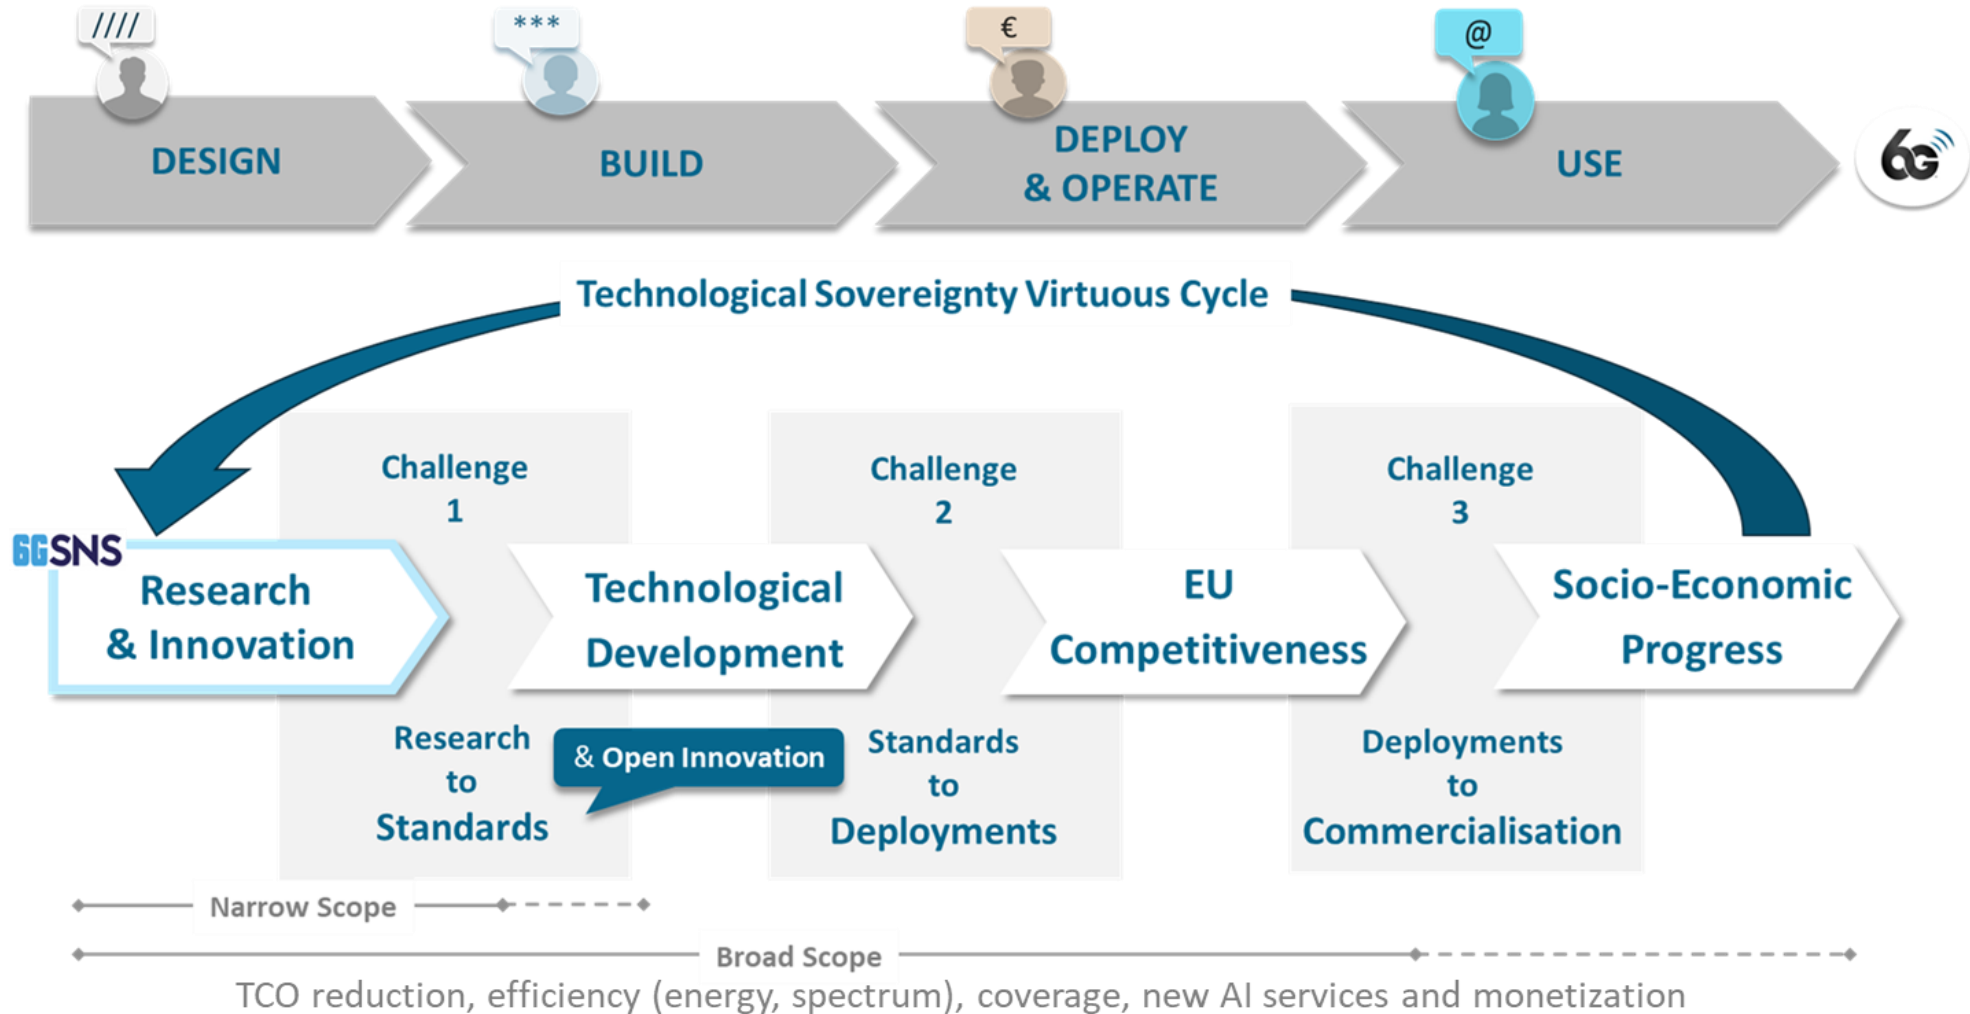 ////
***
€
@
DESIGN
BUILD
DEPLOY
& OPERATE
USE
6G
Technological Sovereignty Virtuous Cycle
Challenge
1
Challenge
2
Challenge
3
6GSNS
Research
& Innovation
Technological
Development
EU
Competitiveness
Socio-Economic
Progress
Research
to
Standards
& Open Innovation
Standards
to
Deployments
Deployments
to
Commercialisation
Narrow Scope
Broad Scope
TCO reduction, efficiency (energy, spectrum), coverage, new AI services and monetization